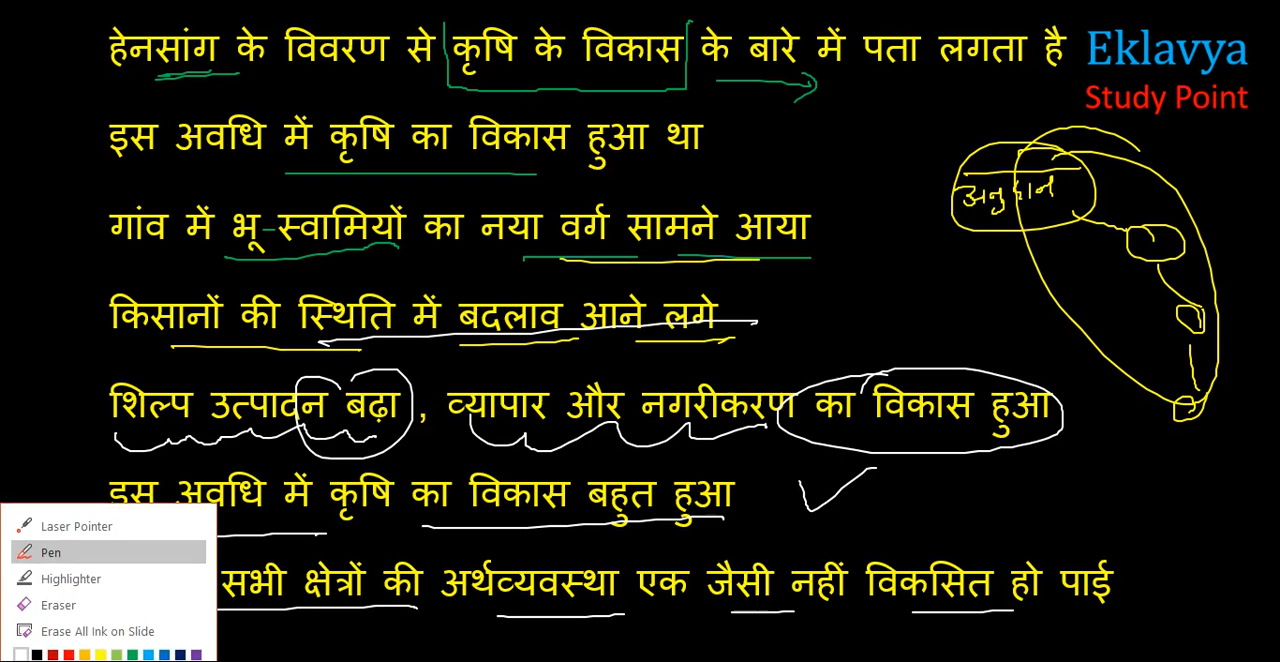 हेनसांग के विवरण से कृषि के विकास के बारे में पता लगता है
Eklavya
Study Point
इस अवधि में कृषि का विकास हुआ था
अनुदान
गांव में भू-स्वामियों का नया वर्ग सामने आया
किसानों की स्थिति में बदलाव आने लगे
शिल्प उत्पादन बढ़ा , व्यापार और नगरीकरण का विकास हुआ
इस अवधि में कृषि का विकास बहुत हुआ
सभी क्षेत्रों की अर्थव्यवस्था एक जैसी नहीं विकसित हो पाई
Laser Pointer
Pen
Highlighter
Eraser
Erase All Ink on Slide